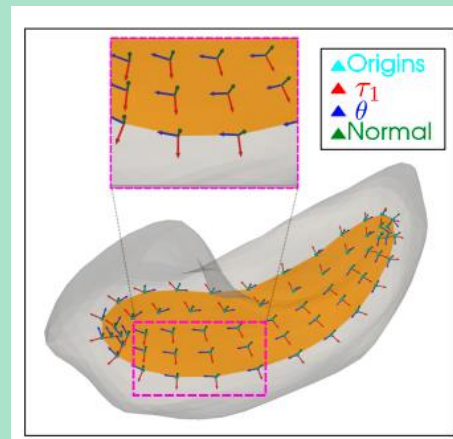 Origins
τ₁
θ
Normal